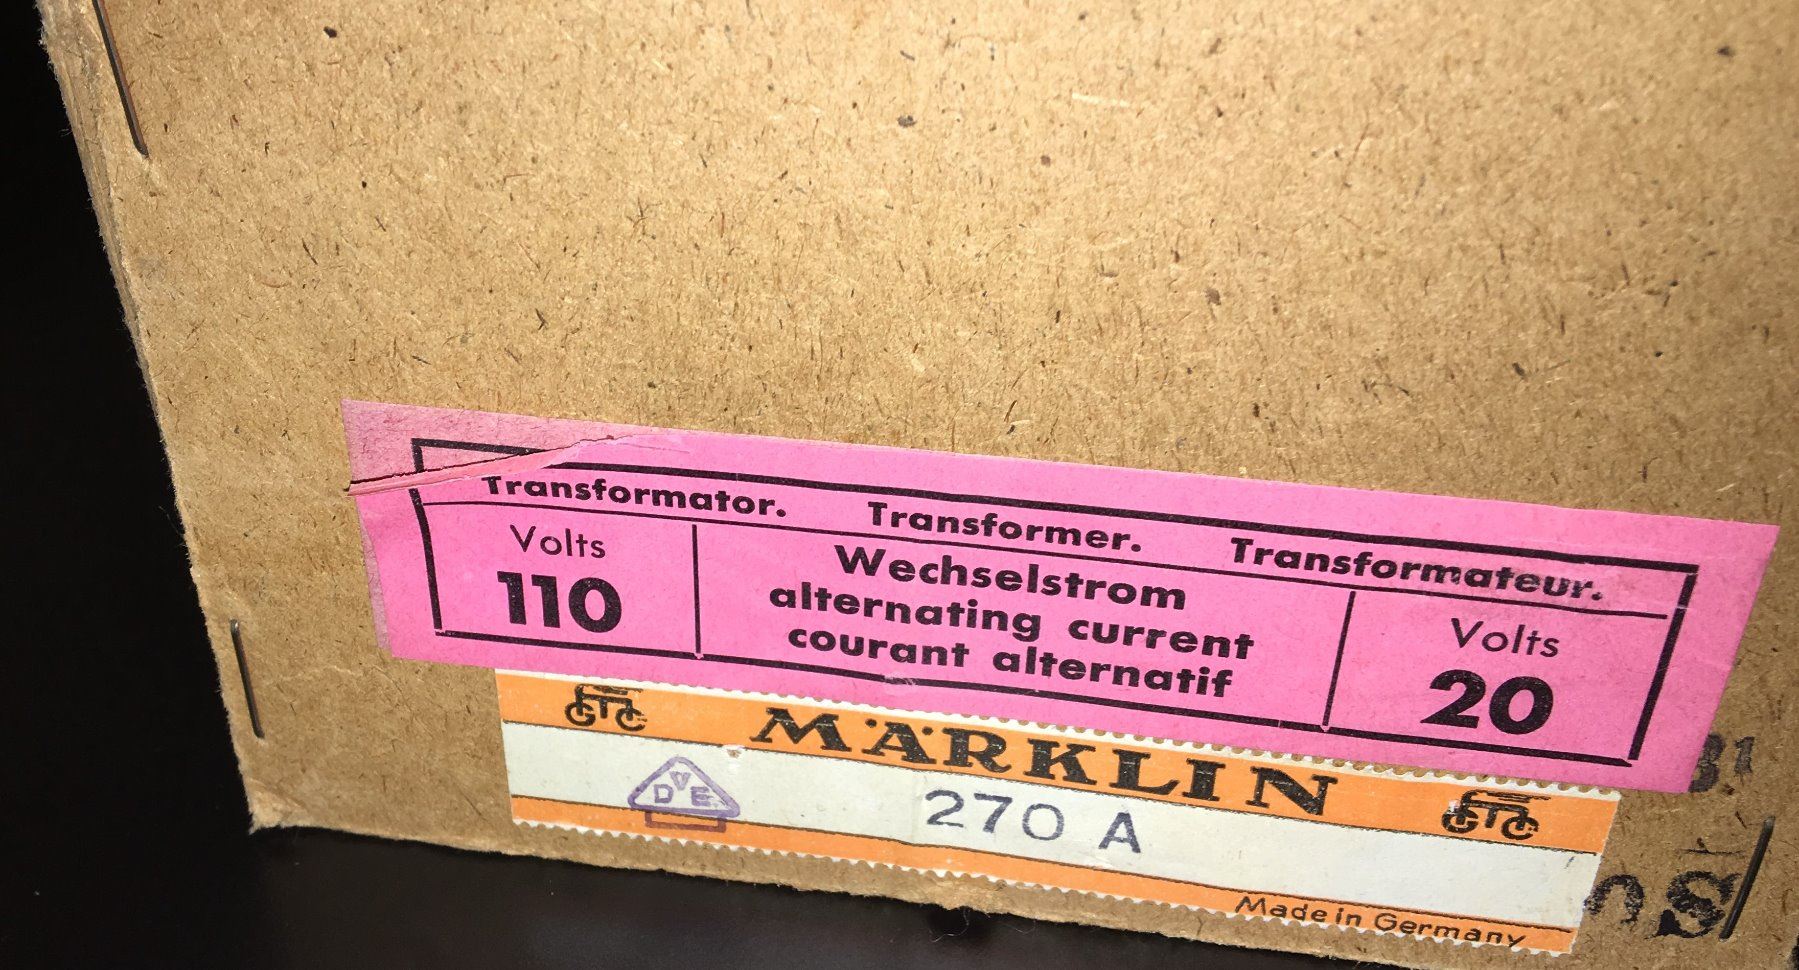 Transformator. Transformer. Transformateur.
Volts
110
Wechselstrom
alternating current
courant alternatif
Volts
20
MÄRKLIN
VDE
270 A
Made in Germany